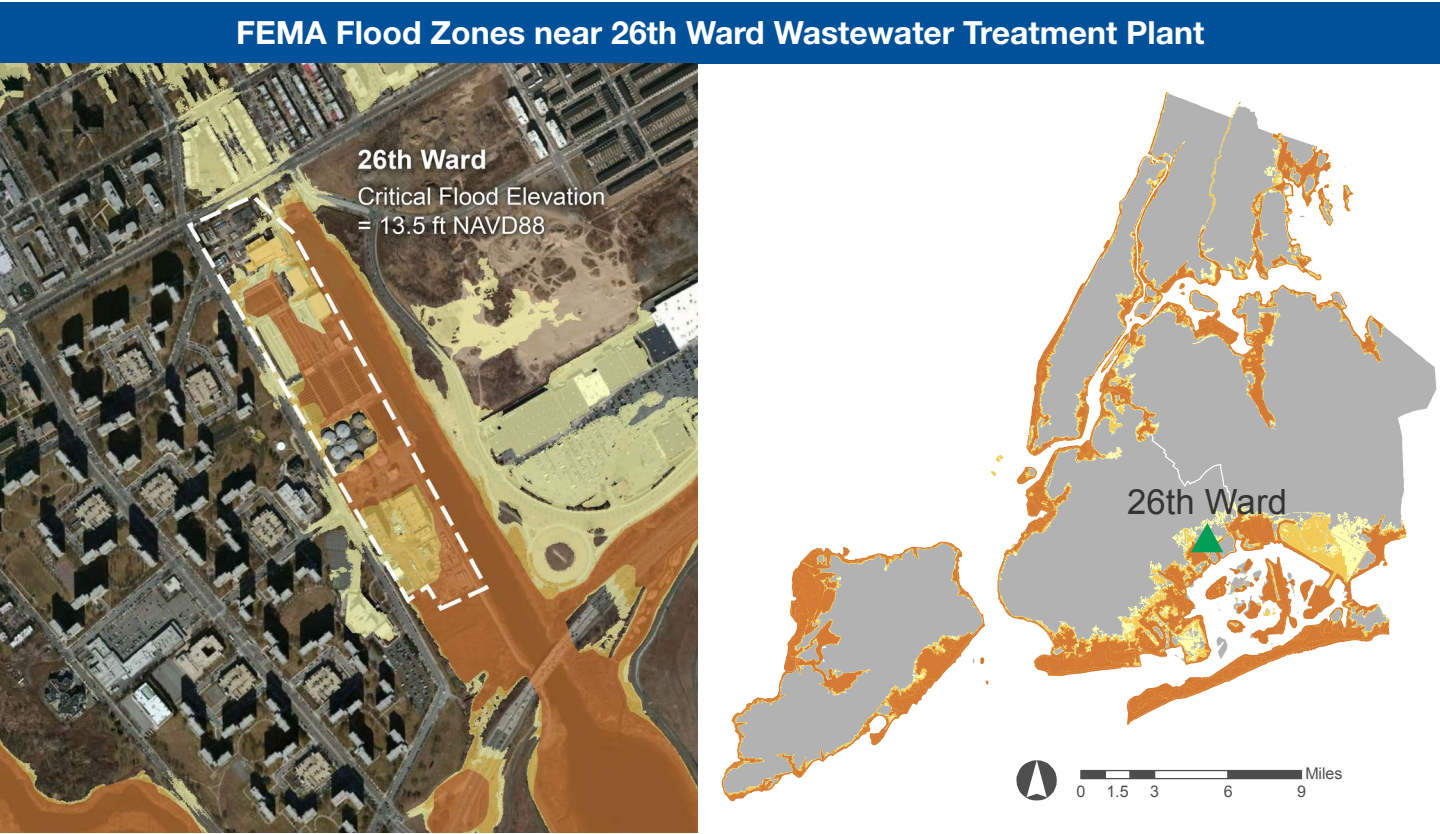 FEMA Flood Zones near 26th Ward Wastewater Treatment Plant
26th Ward
Critical Flood Elevation
= 13.5 ft NAVD88
26th Ward
Miles
0 1.5 3 6 9